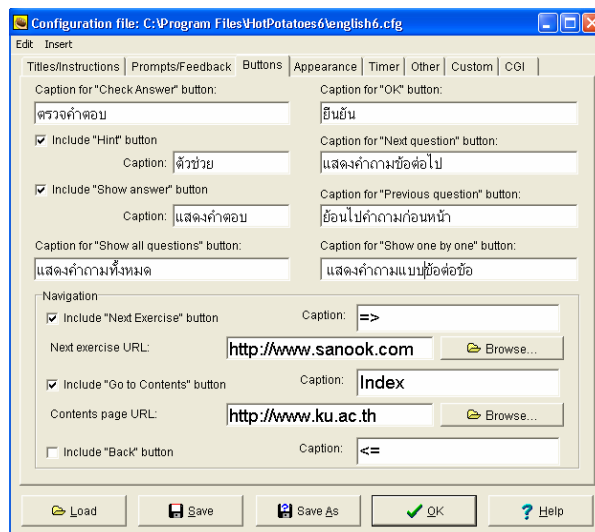 Configuration file: C:\Program Files\HotPotatoes6\english6.cfg
Edit Insert
Titles/Instructions Prompts/Feedback Buttons Appearance Timer Other Custom CGI
Caption for "Check Answer" button: Caption for "OK" button:
ตรวจคำตอบ ยืนยัน
Include "Hint" button Caption for "Next question" button:
Caption: ตัวช่วย แสดงคำถามข้อต่อไป
Include "Show answer" button Caption for "Previous question" button:
Caption: แสดงคำตอบ ย้อนไปคำถามก่อนหน้า
Caption for "Show all questions" button: Caption for "Show one by one" button:
แสดงคำถามทั้งหมด แสดงคำถามแบบข้อต่อข้อ
Navigation
Include "Next Exercise" button Caption: =>
Next exercise URL: http://www.sanook.com Browse...
Include "Go to Contents" button Caption: Index
Contents page URL: http://www.ku.ac.th Browse...
Include "Back" button Caption: <=
Load Save Save As OK Help